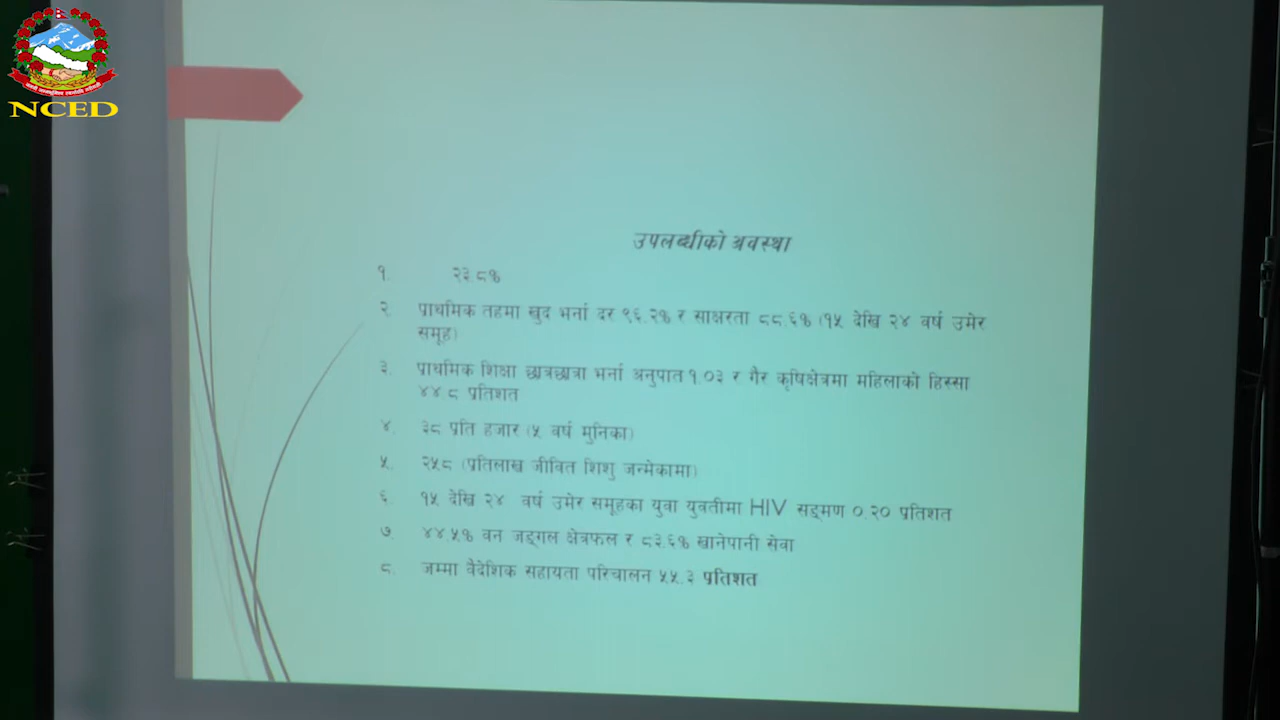 NCED
उपलब्धीको अवस्था
१. २३.८%
२. प्राथमिक तहमा खुद भर्ना दर ९६.२% र साक्षरता ८८.६% (१५ देखि २४ वर्ष उमेर
समूह)
३. प्राथमिक शिक्षा छात्रछात्रा भर्ना अनुपात १.०३ र गैर कृषिक्षेत्रमा महिलाको हिस्सा
४४.८ प्रतिशत
४. ३८ प्रति हजार (५ वर्ष मुनिका)
५. २५८ (प्रतिलाख जीवित शिशु जन्मेकामा)
६. १५ देखि २४ वर्ष उमेर समूहका युवा युवतीमा HIV सङ्मण ०.२० प्रतिशत
७. ४४.५% वन जङ्गल क्षेत्रफल र ८३.६% खानेपानी सेवा
८. जम्मा वैदेशिक सहायता परिचालन ५५.३ प्रतिशत